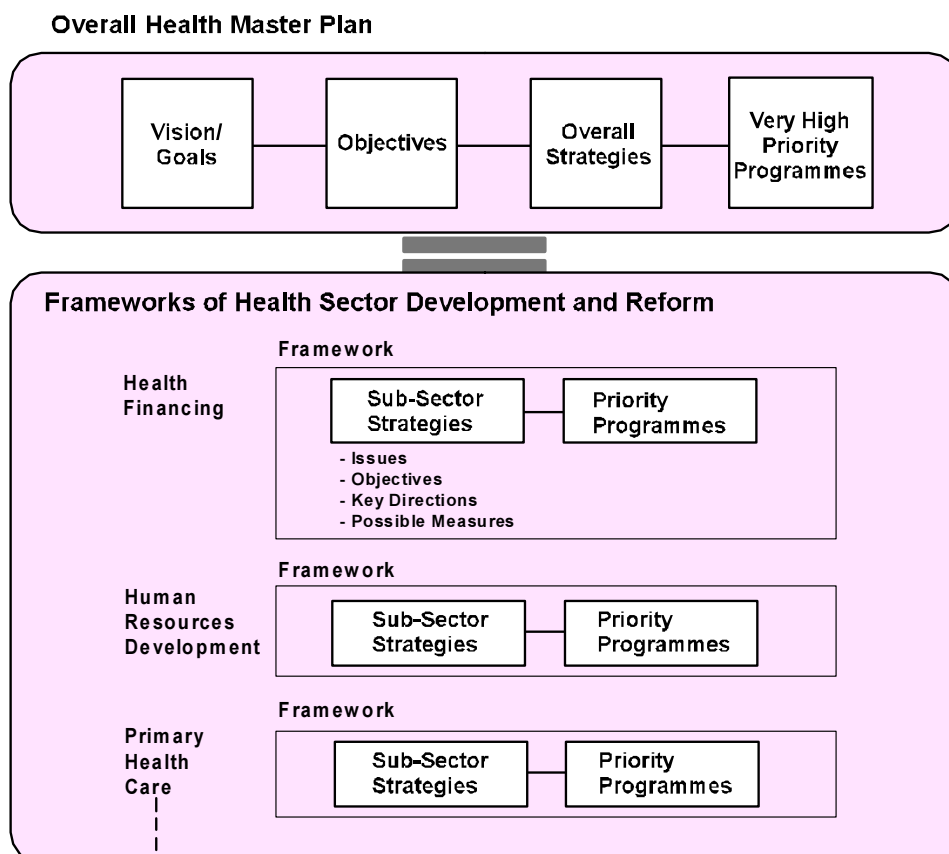 Overall Health Master Plan
Vision/
Goals
Objectives
Overall
Strategies
Very High
Priority
Programmes
Frameworks of Health Sector Development and Reform
Framework
Health
Financing
Sub-Sector
Strategies
Priority
Programmes
- Issues
- Objectives
- Key Directions
- Possible Measures
Framework
Human
Resources
Development
Sub-Sector
Strategies
Priority
Programmes
Framework
Primary
Health
Care
Sub-Sector
Strategies
Priority
Programmes